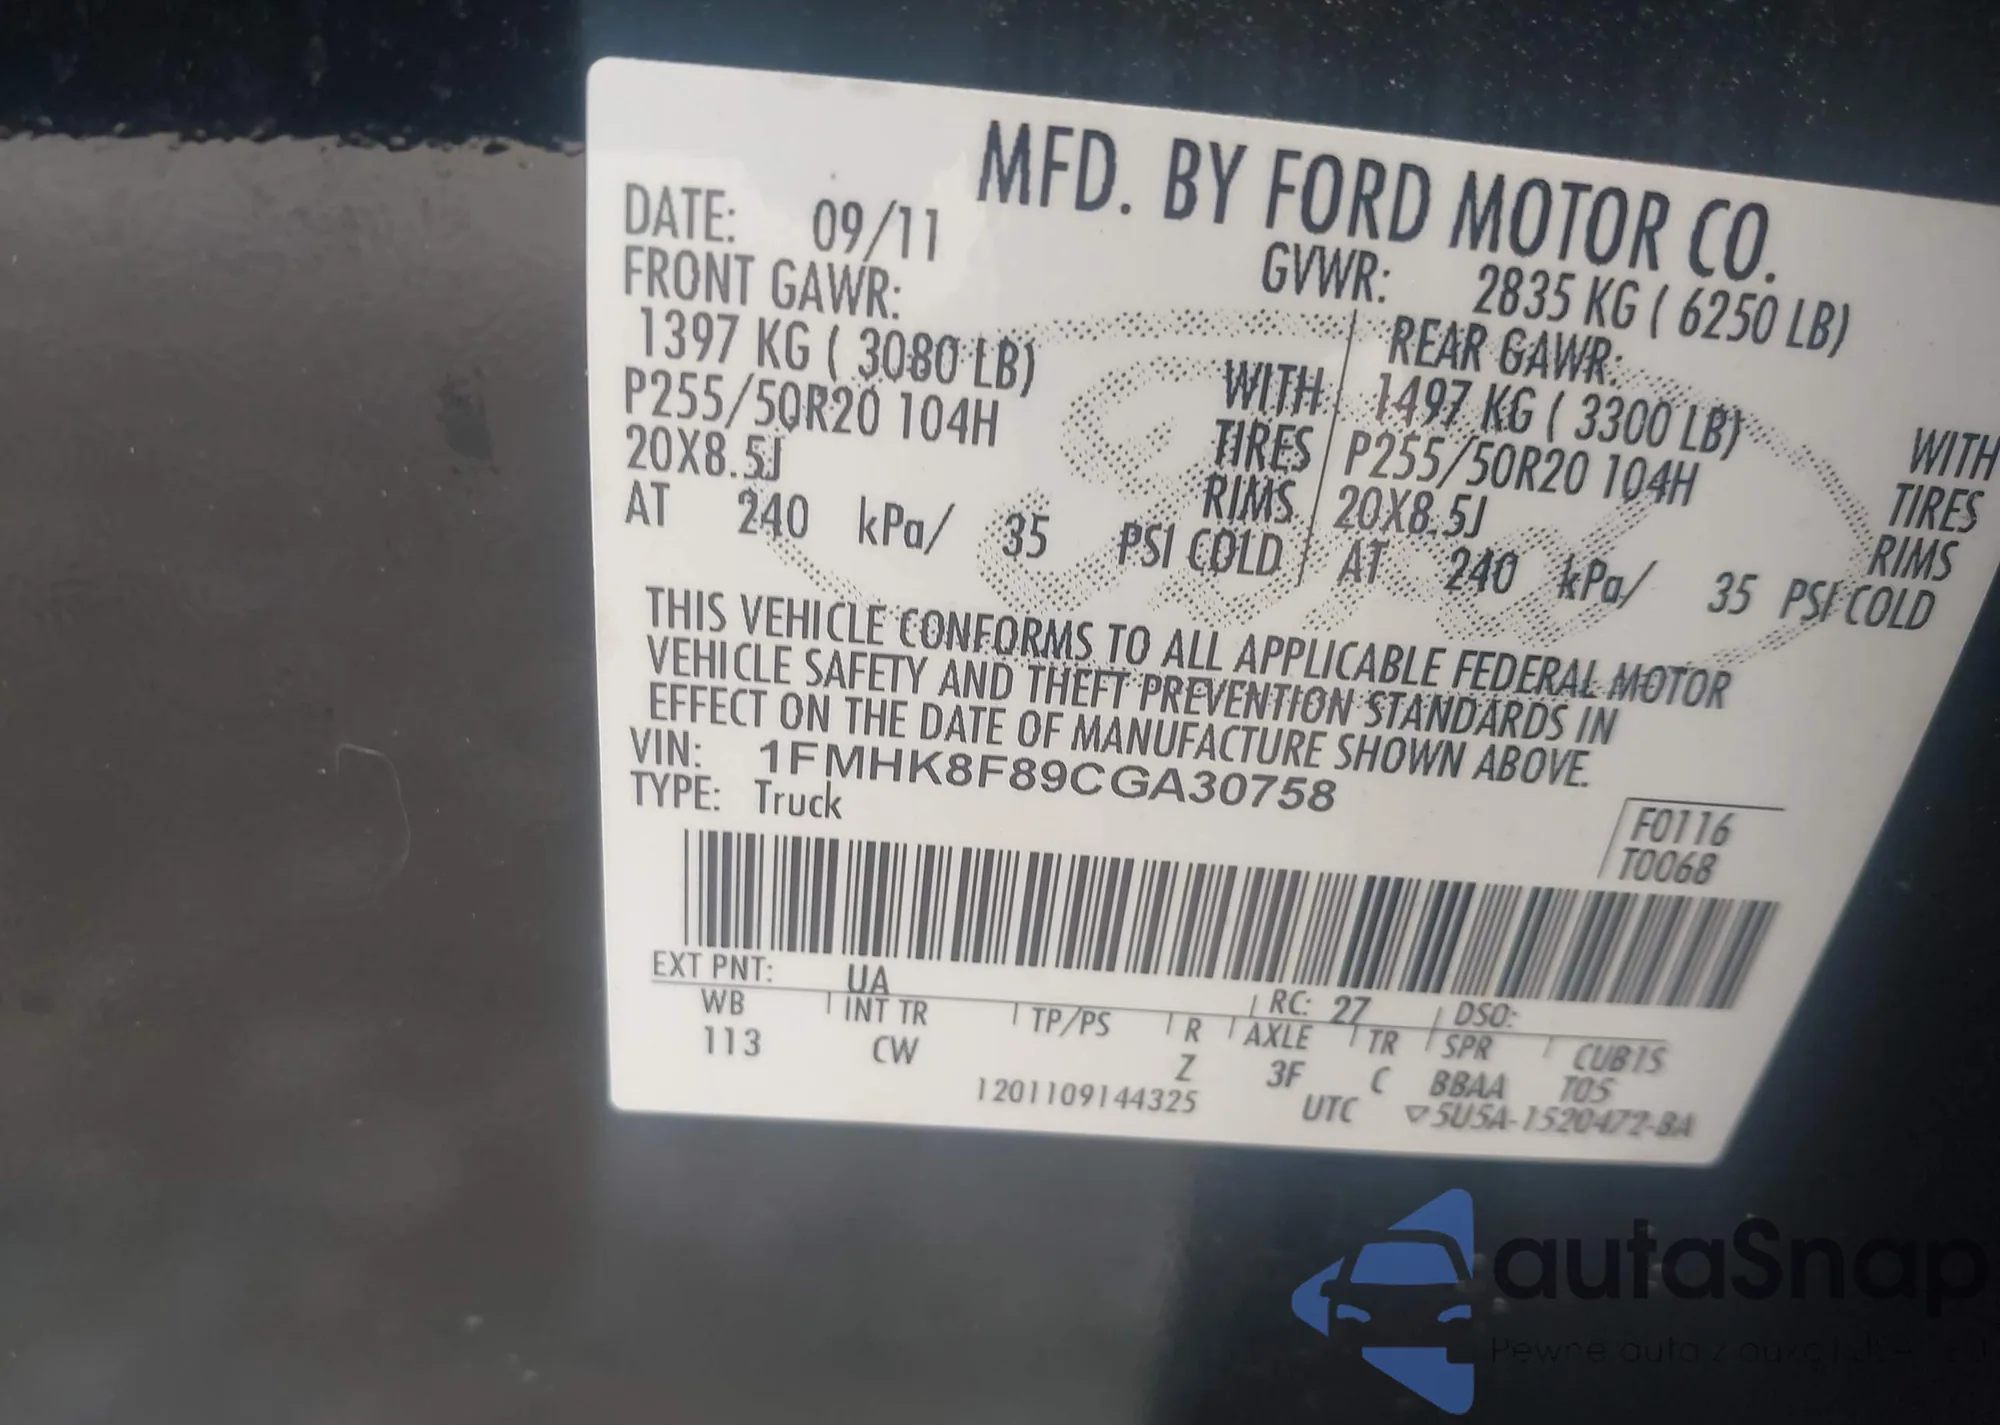 MFD. BY FORD MOTOR CO.
DATE: 09/11 GVWR: 2835 KG ( 6250 LB)
FRONT GAWR: REAR GAWR:
1397 KG ( 3080 LB) WITH 1497 KG ( 3300 LB) WITH
P255/50R20 104H TIRES P255/50R20 104H TIRES
20X8.5J RIMS 20X8.5J RIMS
AT 240 kPa/ 35 PSI COLD AT 240 kPa/ 35 PSI COLD
THIS VEHICLE CONFORMS TO ALL APPLICABLE FEDERAL MOTOR
VEHICLE SAFETY AND THEFT PREVENTION STANDARDS IN
EFFECT ON THE DATE OF MANUFACTURE SHOWN ABOVE.
VIN: 1FMHK8F89CGA30758
TYPE: Truck
F0116
T0068
EXT PNT: UA RC: 27 DSO:
WB INT TR TP/PS R AXLE TR SPR CUB1S
113 CW Z 3F C BBAA T05
1201109144325 UTC 5U5A-1520472-BA
autaSnap
Pewne auta z